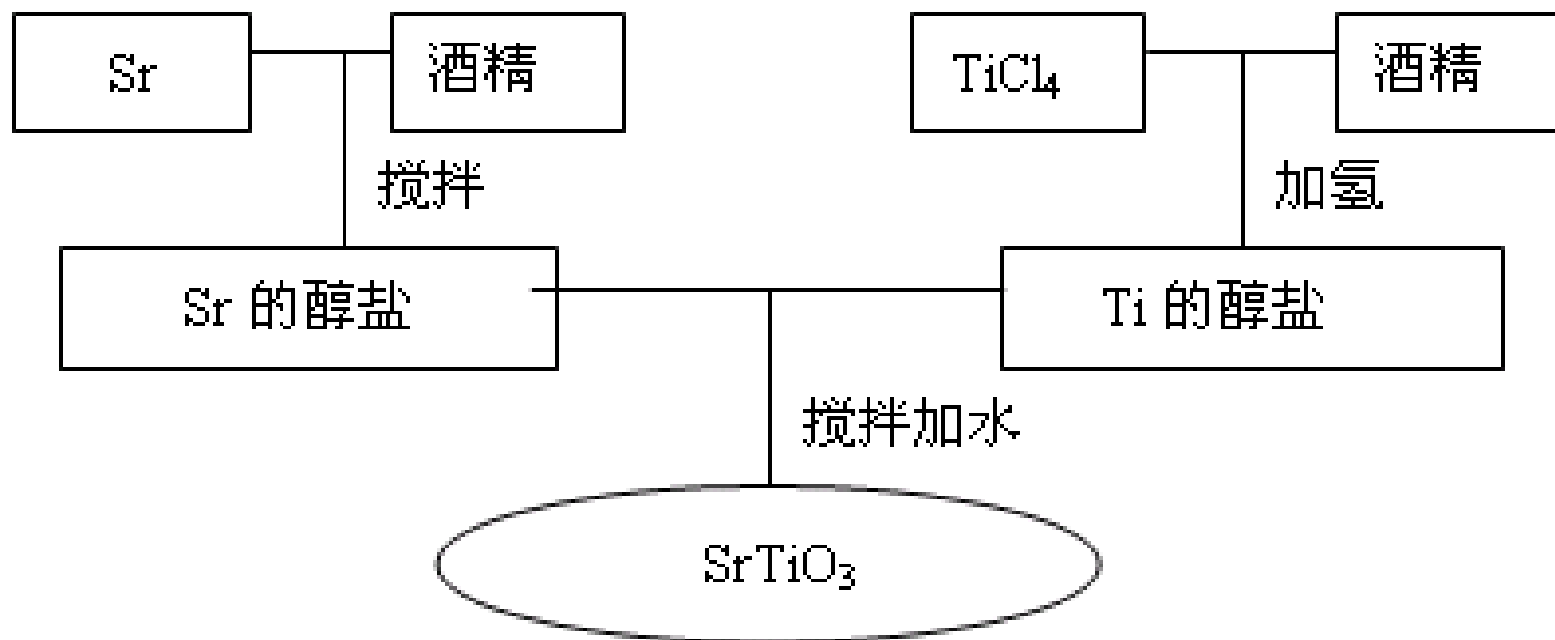 Sr
酒精
TiCl₄
酒精
搅拌
加氢
Sr 的醇盐
Ti 的醇盐
搅拌加水
SrTiO₃